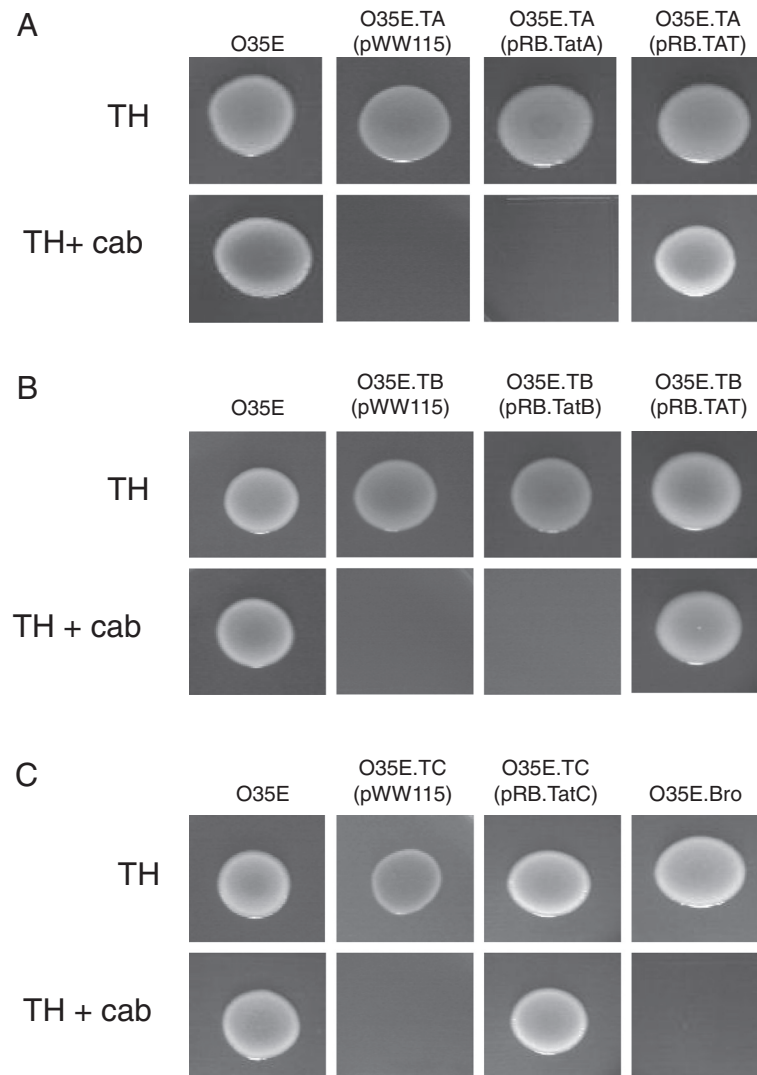 A
O35E
O35E.TA
(pWW115)
O35E.TA
(pRB.TatA)
O35E.TA
(pRB.TAT)
TH
TH+ cab
B
O35E
O35E.TB
(pWW115)
O35E.TB
(pRB.TatB)
O35E.TB
(pRB.TAT)
TH
TH + cab
C
O35E
O35E.TC
(pWW115)
O35E.TC
(pRB.TatC)
O35E.Bro
TH
TH + cab